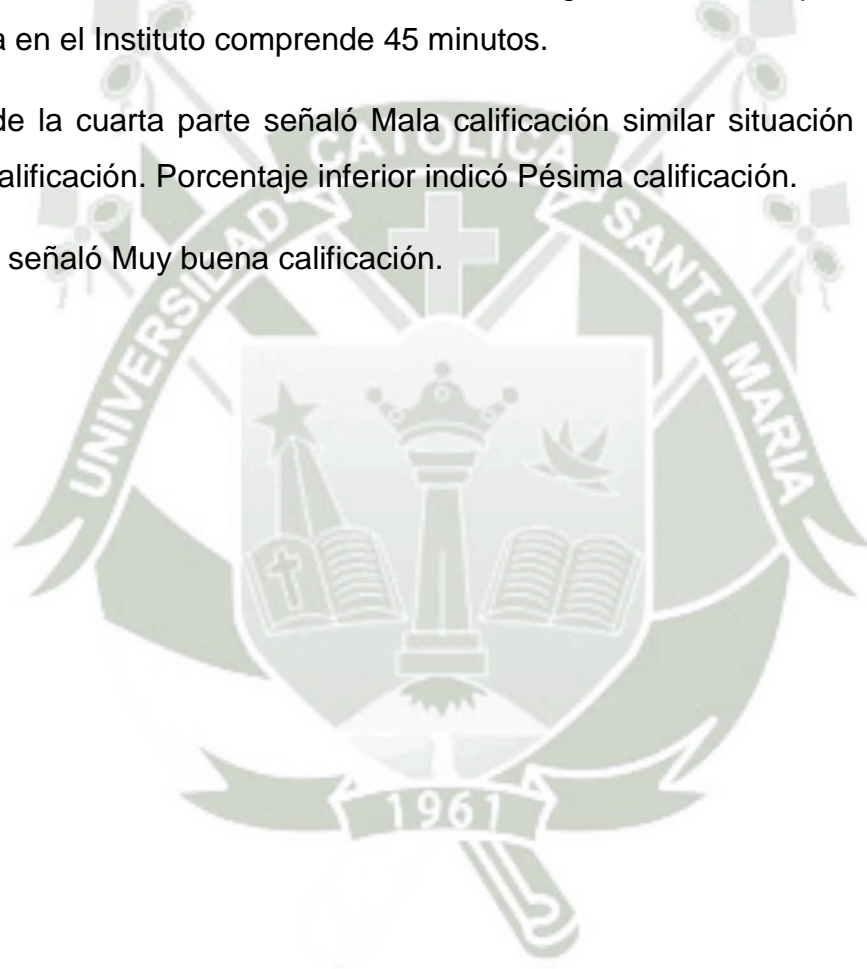 a en el Instituto comprende 45 minutos.
de la cuarta parte señaló Mala calificación similar situación
alificación. Porcentaje inferior indicó Pésima calificación.
señaló Muy buena calificación.
UNIVERSIDAD CATOLICA SANTA MARIA
1961